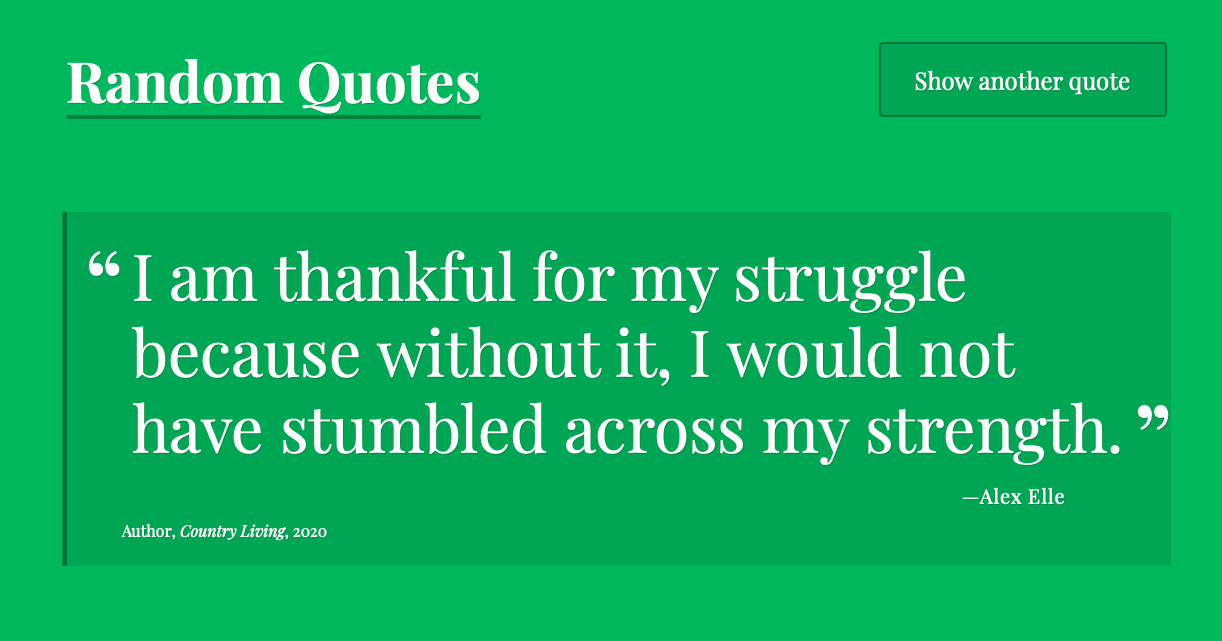 Random Quotes
Show another quote
“ I am thankful for my struggle
because without it, I would not
have stumbled across my strength. ”
—Alex Elle
Author, Country Living, 2020